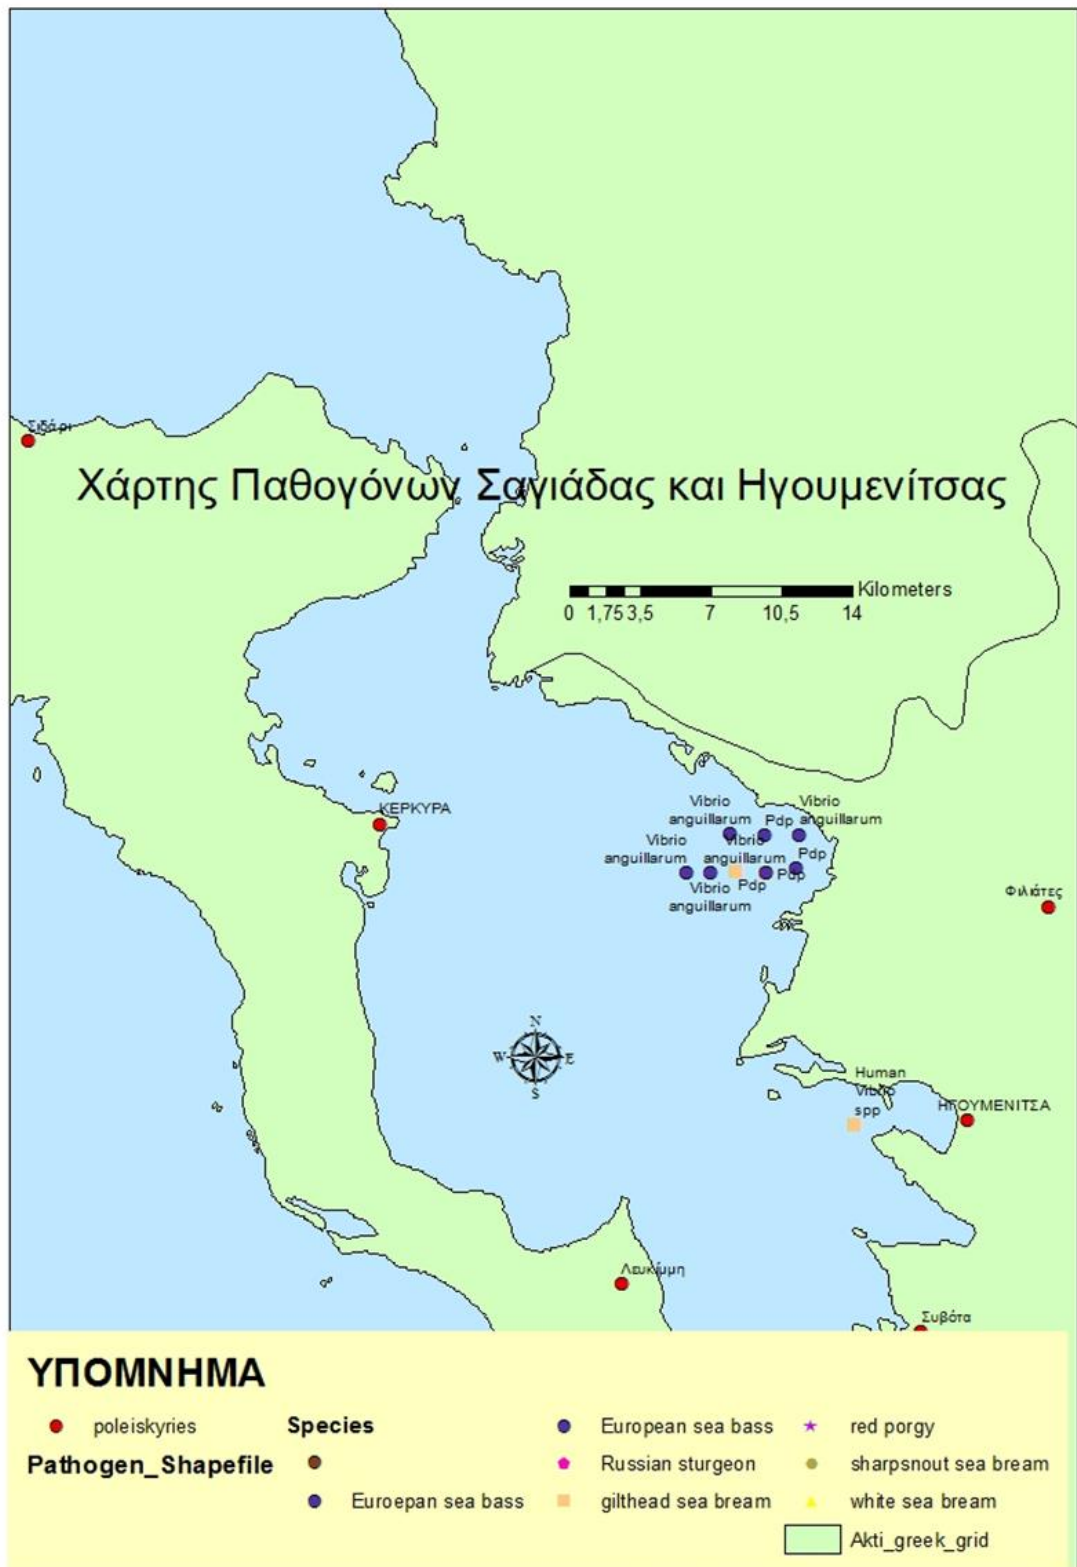 Σιδάρι
Χάρτης Παθογόνων Σαγιάδας και Ηγουμενίτσας
Kilometers
0 1,75 3,5 7 10,5 14
ΚΕΡΚΥΡΑ
Vibrio
anguillarum
Pdp
Vibrio
anguillarum
Vibrio
anguillarum
Vibrio
anguillarum
Pdp
Vibrio
anguillarum
Pdp
Pdp
Φιλιάτες
N
W E
S
Human
Vibrio
spp
ΗΓΟΥΜΕΝΙΤΣΑ
Λευκίμμη
Συβότα
ΥΠΟΜΝΗΜΑ
poleiskyries
Pathogen_Shapefile
Species
Euroepan sea bass
European sea bass
Russian sturgeon
gilthead sea bream
red porgy
sharpsnout sea bream
white sea bream
Akti_greek_grid